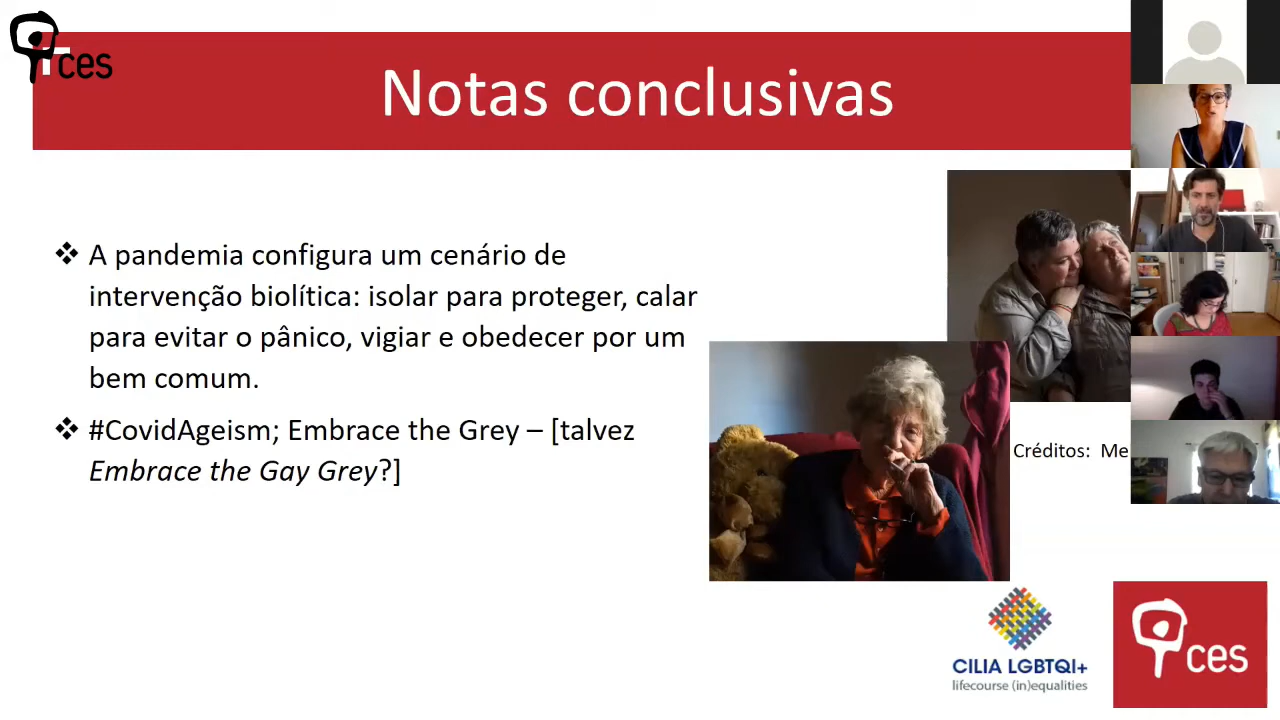 ces
Notas conclusivas
A pandemia configura um cenário de
intervenção biolítica: isolar para proteger, calar
para evitar o pânico, vigiar e obedecer por um
bem comum.
#CovidAgeism; Embrace the Grey – [talvez
Embrace the Gay Grey?]
Créditos: Me
CILIA LGBTQI+
lifecourse (in)equalities
ces